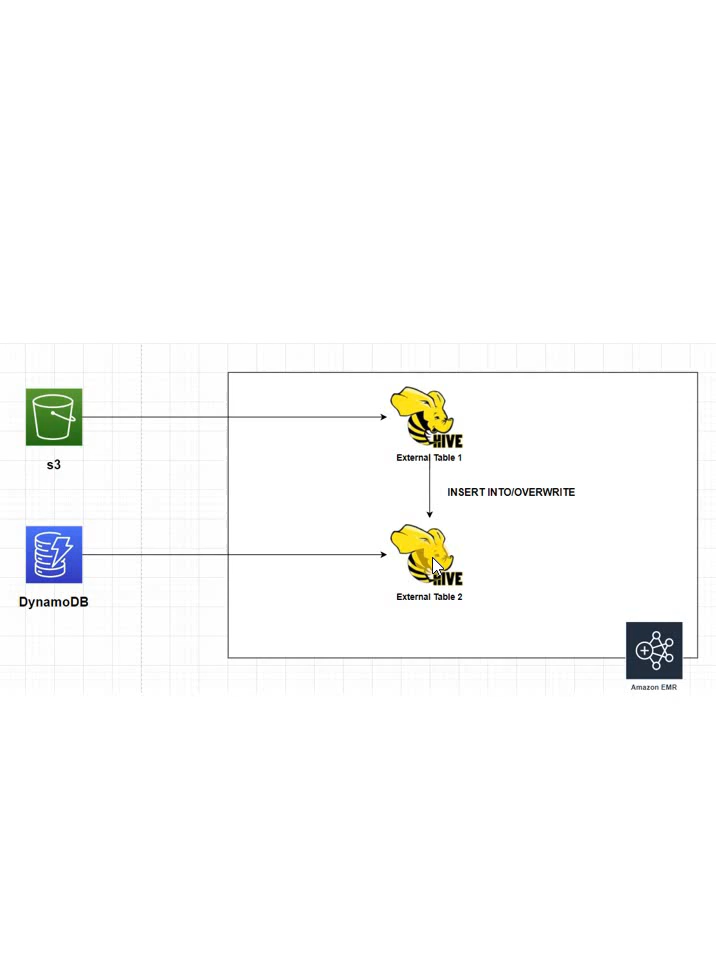 HIVE
External Table 1
s3
INSERT INTO/OVERWRITE
HIVE
External Table 2
DynamoDB
Amazon EMR